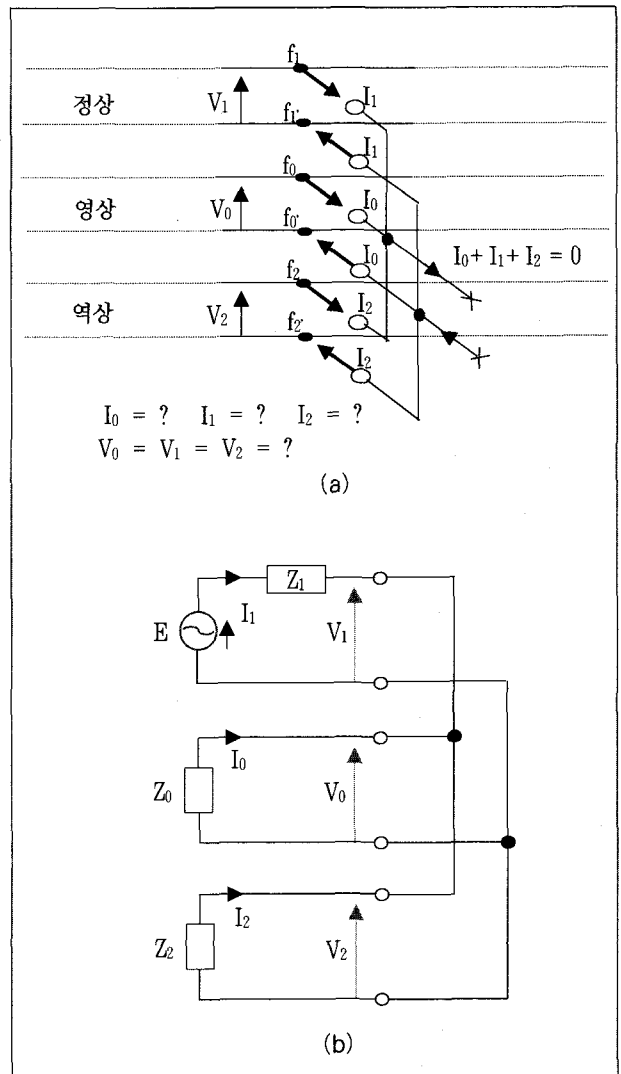 f1
I1
정상 V1
f1'
I1
f0
I0
영상 V0
f0'
I0 I0 + I1 + I2 = 0
f2
I2
역상 V2
f2'
I2
I0 = ? I1 = ? I2 = ?
V0 = V1 = V2 = ?
(a)
Z1
E I1 V1
I0
Z0 V0
I2
Z2 V2
(b)